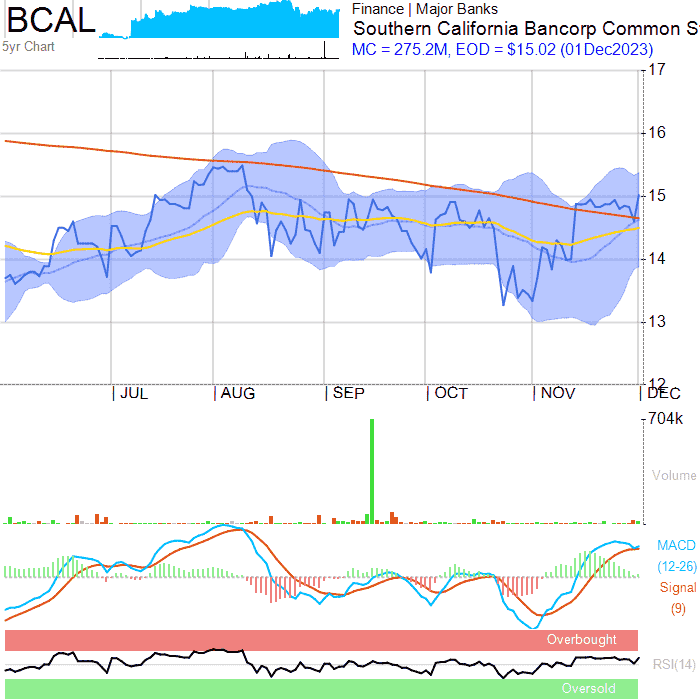 BCAL
5yr Chart
Finance | Major Banks
Southern California Bancorp Common S
MC = 275.2M, EOD = $15.02 (01Dec2023)
17
16
15
14
13
12
JUL AUG SEP OCT NOV DEC
704k
Volume
MACD
(12-26)
Signal
(9)
Overbought
RSI(14)
Oversold